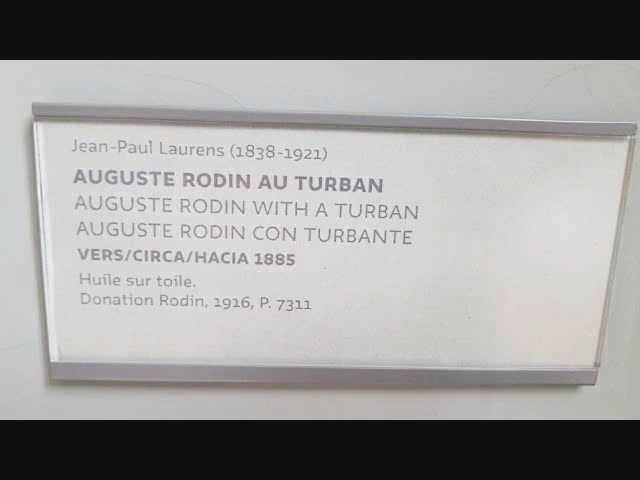 Jean-Paul Laurens (1838-1921)
AUGUSTE RODIN AU TURBAN
AUGUSTE RODIN WITH A TURBAN
AUGUSTE RODIN CON TURBANTE
VERS/CIRCA/HACIA 1885
Huile sur toile.
Donation Rodin, 1916, P. 7311